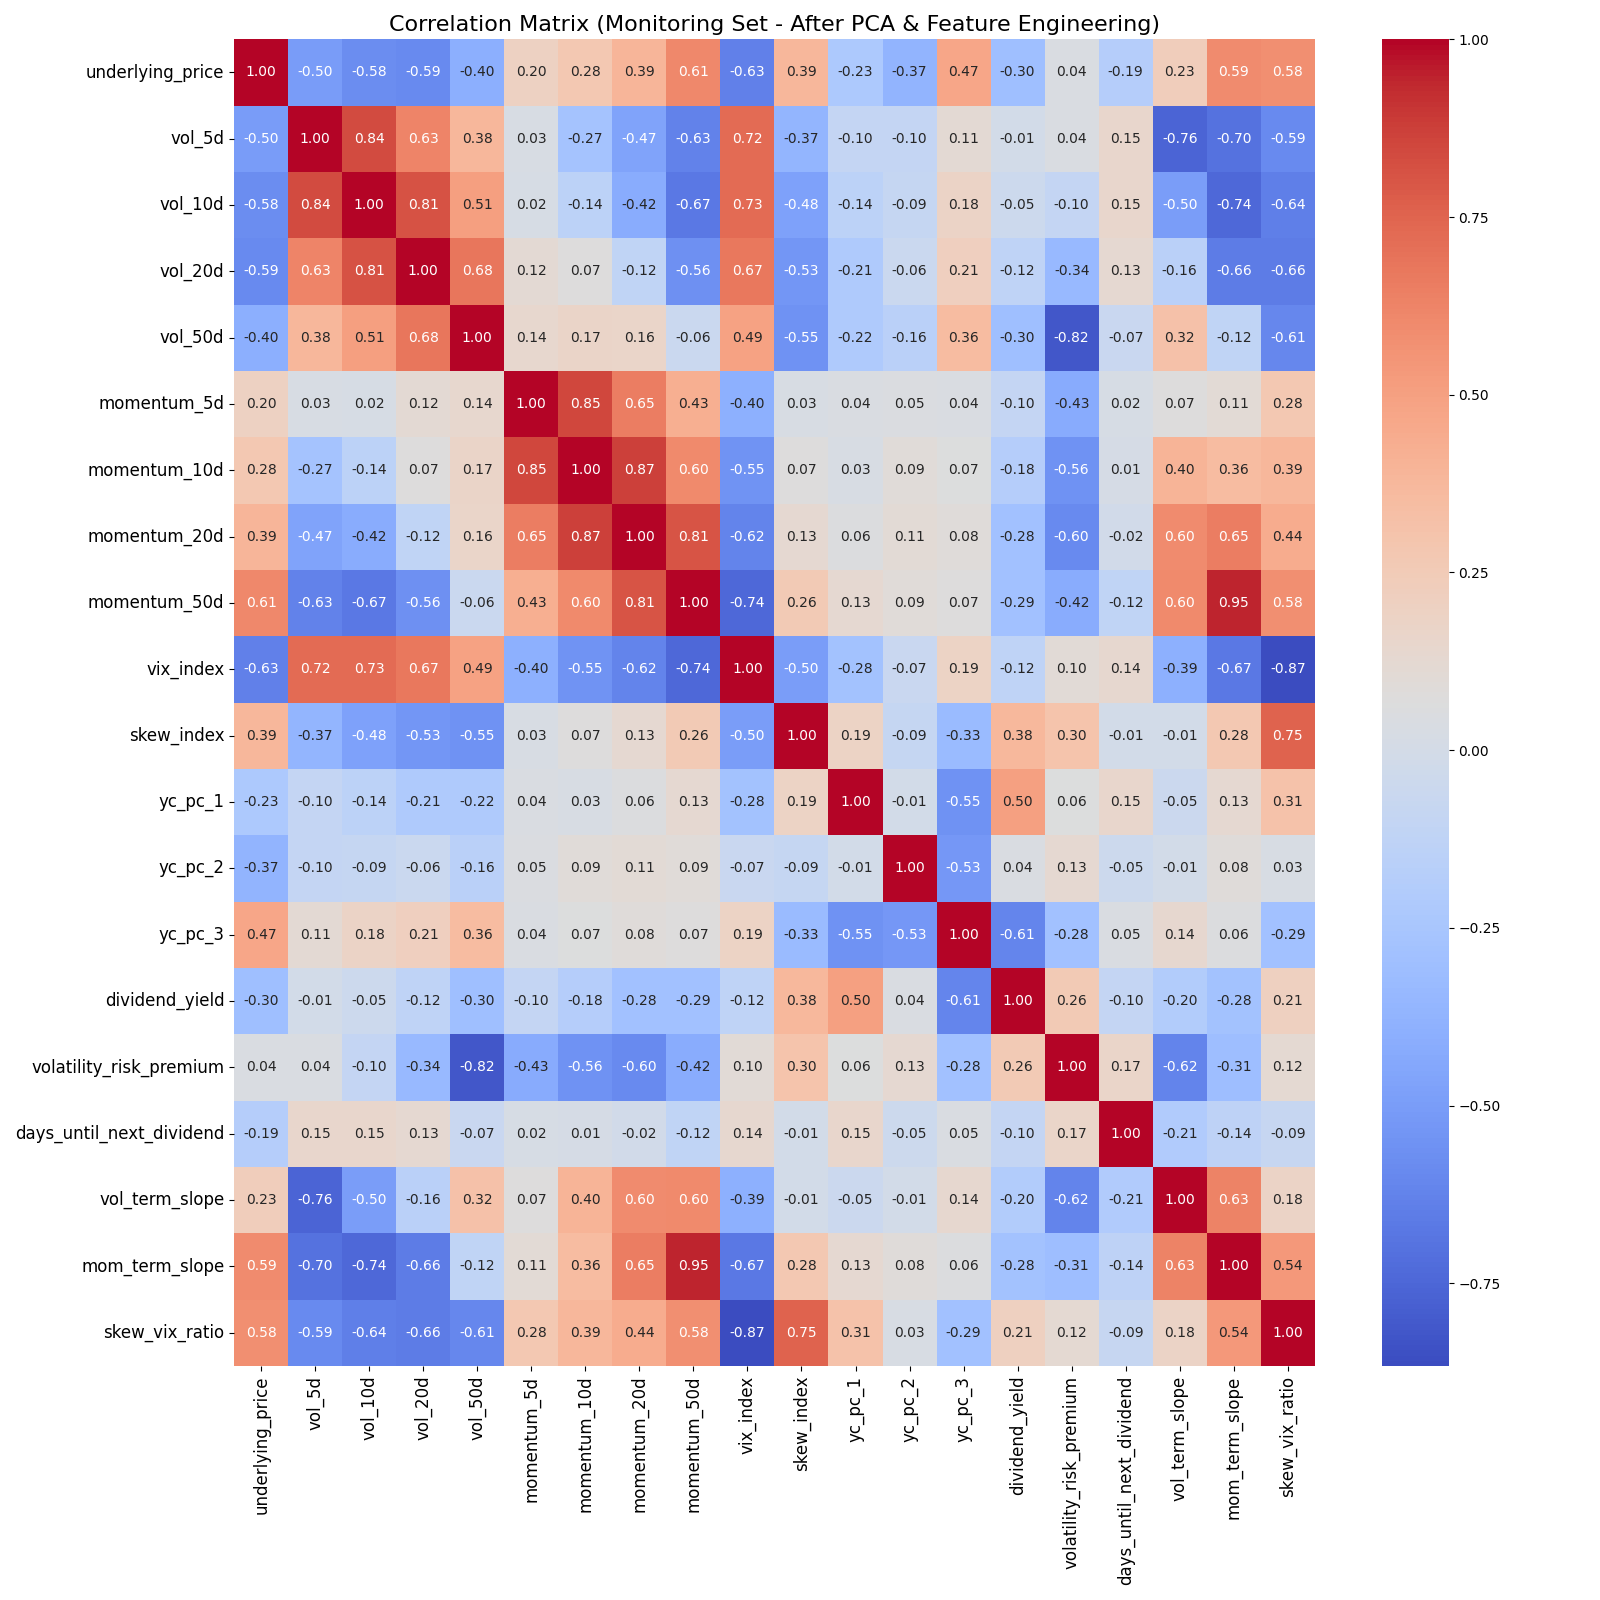 Correlation Matrix (Monitoring Set - After PCA & Feature Engineering)
underlying_price 1.00 -0.50 -0.58 -0.59 -0.40 0.20 0.28 0.39 0.61 -0.63 0.39 -0.23 -0.37 0.47 -0.30 0.04 -0.19 0.23 0.59 0.58
vol_5d -0.50 1.00 0.84 0.63 0.38 0.03 -0.27 -0.47 -0.63 0.72 -0.37 -0.10 -0.10 0.11 -0.01 0.04 0.15 -0.76 -0.70 -0.59
vol_10d -0.58 0.84 1.00 0.81 0.51 0.02 -0.14 -0.42 -0.67 0.73 -0.48 -0.14 -0.09 0.18 -0.05 -0.10 0.15 -0.50 -0.74 -0.64
vol_20d -0.59 0.63 0.81 1.00 0.68 0.12 0.07 -0.12 -0.56 0.67 -0.53 -0.21 -0.06 0.21 -0.12 -0.34 0.13 -0.16 -0.66 -0.66
vol_50d -0.40 0.38 0.51 0.68 1.00 0.14 0.17 0.16 -0.06 0.49 -0.55 -0.22 -0.16 0.36 -0.30 -0.82 -0.07 0.32 -0.12 -0.61
momentum_5d 0.20 0.03 0.02 0.12 0.14 1.00 0.85 0.65 0.43 -0.40 0.03 0.04 0.05 0.04 -0.10 -0.43 0.02 0.07 0.11 0.28
momentum_10d 0.28 -0.27 -0.14 0.07 0.17 0.85 1.00 0.87 0.60 -0.55 0.07 0.03 0.09 0.07 -0.18 -0.56 0.01 0.40 0.36 0.39
momentum_20d 0.39 -0.47 -0.42 -0.12 0.16 0.65 0.87 1.00 0.81 -0.62 0.13 0.06 0.11 0.08 -0.28 -0.60 -0.02 0.60 0.65 0.44
momentum_50d 0.61 -0.63 -0.67 -0.56 -0.06 0.43 0.60 0.81 1.00 -0.74 0.26 0.13 0.09 0.07 -0.29 -0.42 -0.12 0.60 0.95 0.58
vix_index -0.63 0.72 0.73 0.67 0.49 -0.40 -0.55 -0.62 -0.74 1.00 -0.50 -0.28 -0.07 0.19 -0.12 0.10 0.14 -0.39 -0.67 -0.87
skew_index 0.39 -0.37 -0.48 -0.53 -0.55 0.03 0.07 0.13 0.26 -0.50 1.00 0.19 -0.09 -0.33 0.38 0.30 -0.01 -0.01 0.28 0.75
yc_pc_1 -0.23 -0.10 -0.14 -0.21 -0.22 0.04 0.03 0.06 0.13 -0.28 0.19 1.00 -0.01 -0.55 0.50 0.06 0.15 -0.05 0.13 0.31
yc_pc_2 -0.37 -0.10 -0.09 -0.06 -0.16 0.05 0.09 0.11 0.09 -0.07 -0.09 -0.01 1.00 -0.53 0.04 0.13 -0.05 -0.01 0.08 0.03
yc_pc_3 0.47 0.11 0.18 0.21 0.36 0.04 0.07 0.08 0.07 0.19 -0.33 -0.55 -0.53 1.00 -0.61 -0.28 0.05 0.14 0.06 -0.29
dividend_yield -0.30 -0.01 -0.05 -0.12 -0.30 -0.10 -0.18 -0.28 -0.29 -0.12 0.38 0.50 0.04 -0.61 1.00 0.26 -0.10 -0.20 -0.28 0.21
volatility_risk_premium 0.04 0.04 -0.10 -0.34 -0.82 -0.43 -0.56 -0.60 -0.42 0.10 0.30 0.06 0.13 -0.28 0.26 1.00 0.17 -0.62 -0.31 0.12
days_until_next_dividend -0.19 0.15 0.15 0.13 -0.07 0.02 0.01 -0.02 -0.12 0.14 -0.01 0.15 -0.05 0.05 -0.10 0.17 1.00 -0.21 -0.14 -0.09
vol_term_slope 0.23 -0.76 -0.50 -0.16 0.32 0.07 0.40 0.60 0.60 -0.39 -0.01 -0.05 -0.01 0.14 -0.20 -0.62 -0.21 1.00 0.63 0.18
mom_term_slope 0.59 -0.70 -0.74 -0.66 -0.12 0.11 0.36 0.65 0.95 -0.67 0.28 0.13 0.08 0.06 -0.28 -0.31 -0.14 0.63 1.00 0.54
skew_vix_ratio 0.58 -0.59 -0.64 -0.66 -0.61 0.28 0.39 0.44 0.58 -0.87 0.75 0.31 0.03 -0.29 0.21 0.12 -0.09 0.18 0.54 1.00
underlying_price
vol_5d
vol_10d
vol_20d
vol_50d
momentum_5d
momentum_10d
momentum_20d
momentum_50d
vix_index
skew_index
yc_pc_1
yc_pc_2
yc_pc_3
dividend_yield
volatility_risk_premium
days_until_next_dividend
vol_term_slope
mom_term_slope
skew_vix_ratio
1.00
0.75
0.50
0.25
0.00
−0.25
−0.50
−0.75